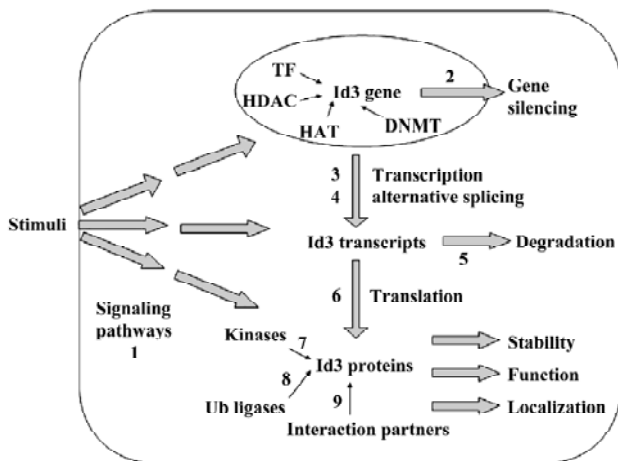 TF
HDAC
HAT
Id3 gene
DNMT
2
Gene
silencing
3 Transcription
4 alternative splicing
Stimuli
Id3 transcripts
5
Degradation
6 Translation
Signaling
pathways
1
Kinases
7
8
Id3 proteins
Ub ligases
9
Interaction partners
Stability
Function
Localization